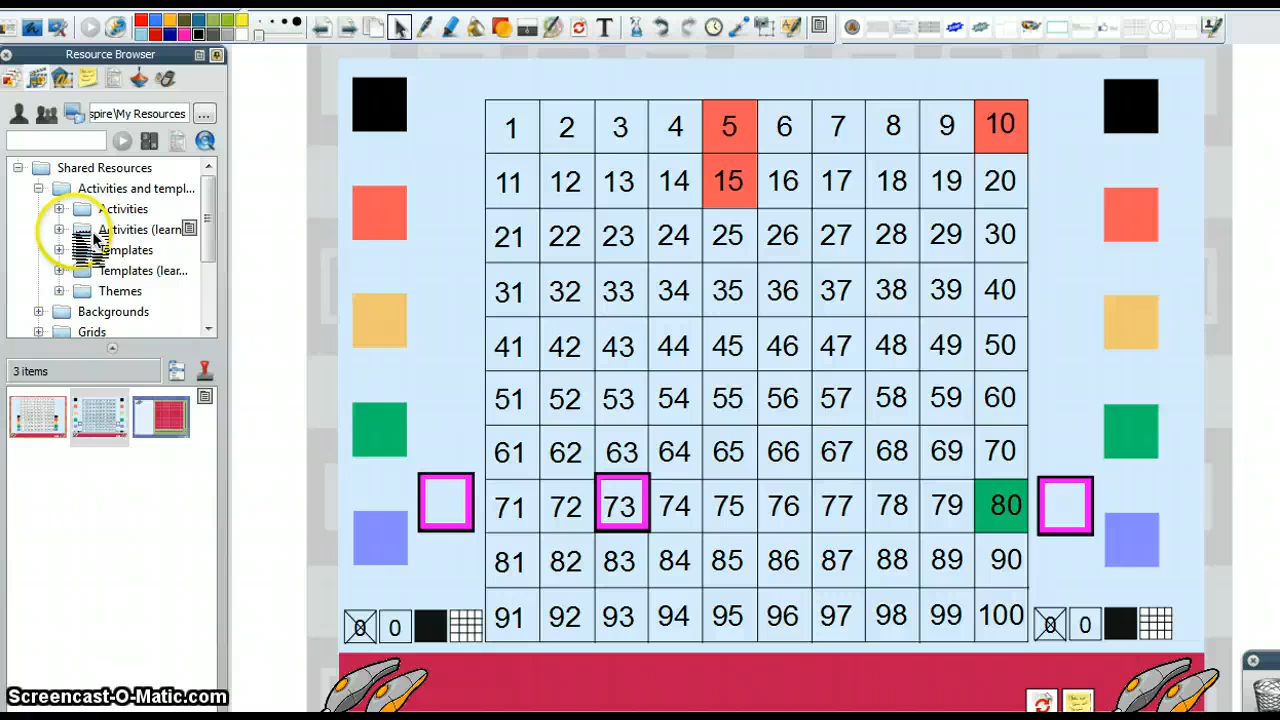 Resource Browser
spire\My Resources
...
Shared Resources
Activities and templ...
Activities
Activities (learn
Templates
Templates (lear...
Themes
Backgrounds
Grids
3 items
1 2 3 4 5 6 7 8 9 10
11 12 13 14 15 16 17 18 19 20
21 22 23 24 25 26 27 28 29 30
31 32 33 34 35 36 37 38 39 40
41 42 43 44 45 46 47 48 49 50
51 52 53 54 55 56 57 58 59 60
61 62 63 64 65 66 67 68 69 70
71 72 73 74 75 76 77 78 79 80
81 82 83 84 85 86 87 88 89 90
91 92 93 94 95 96 97 98 99 100
0 0
0 0
Screencast-O-Matic.com